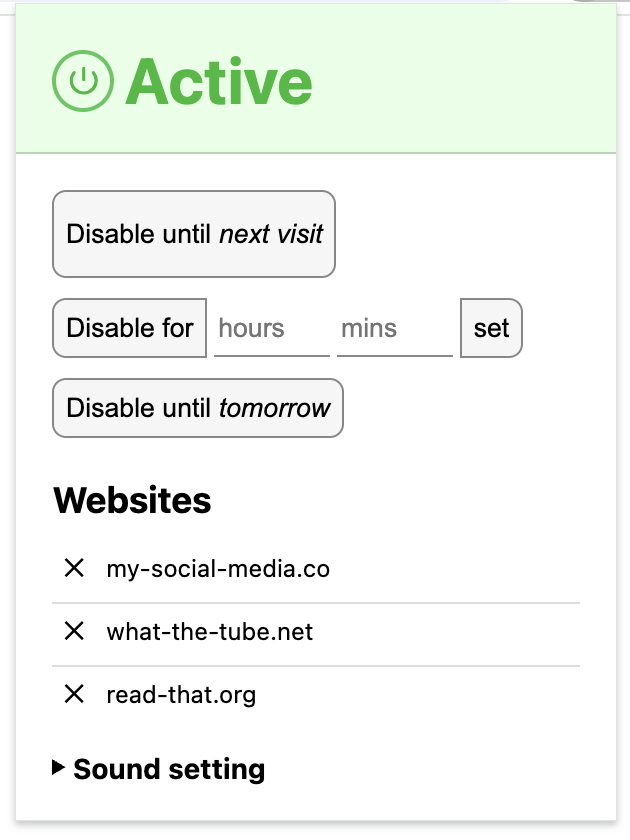 Active
Disable until next visit
Disable for hours mins set
Disable until tomorrow
Websites
my-social-media.co
what-the-tube.net
read-that.org
Sound setting